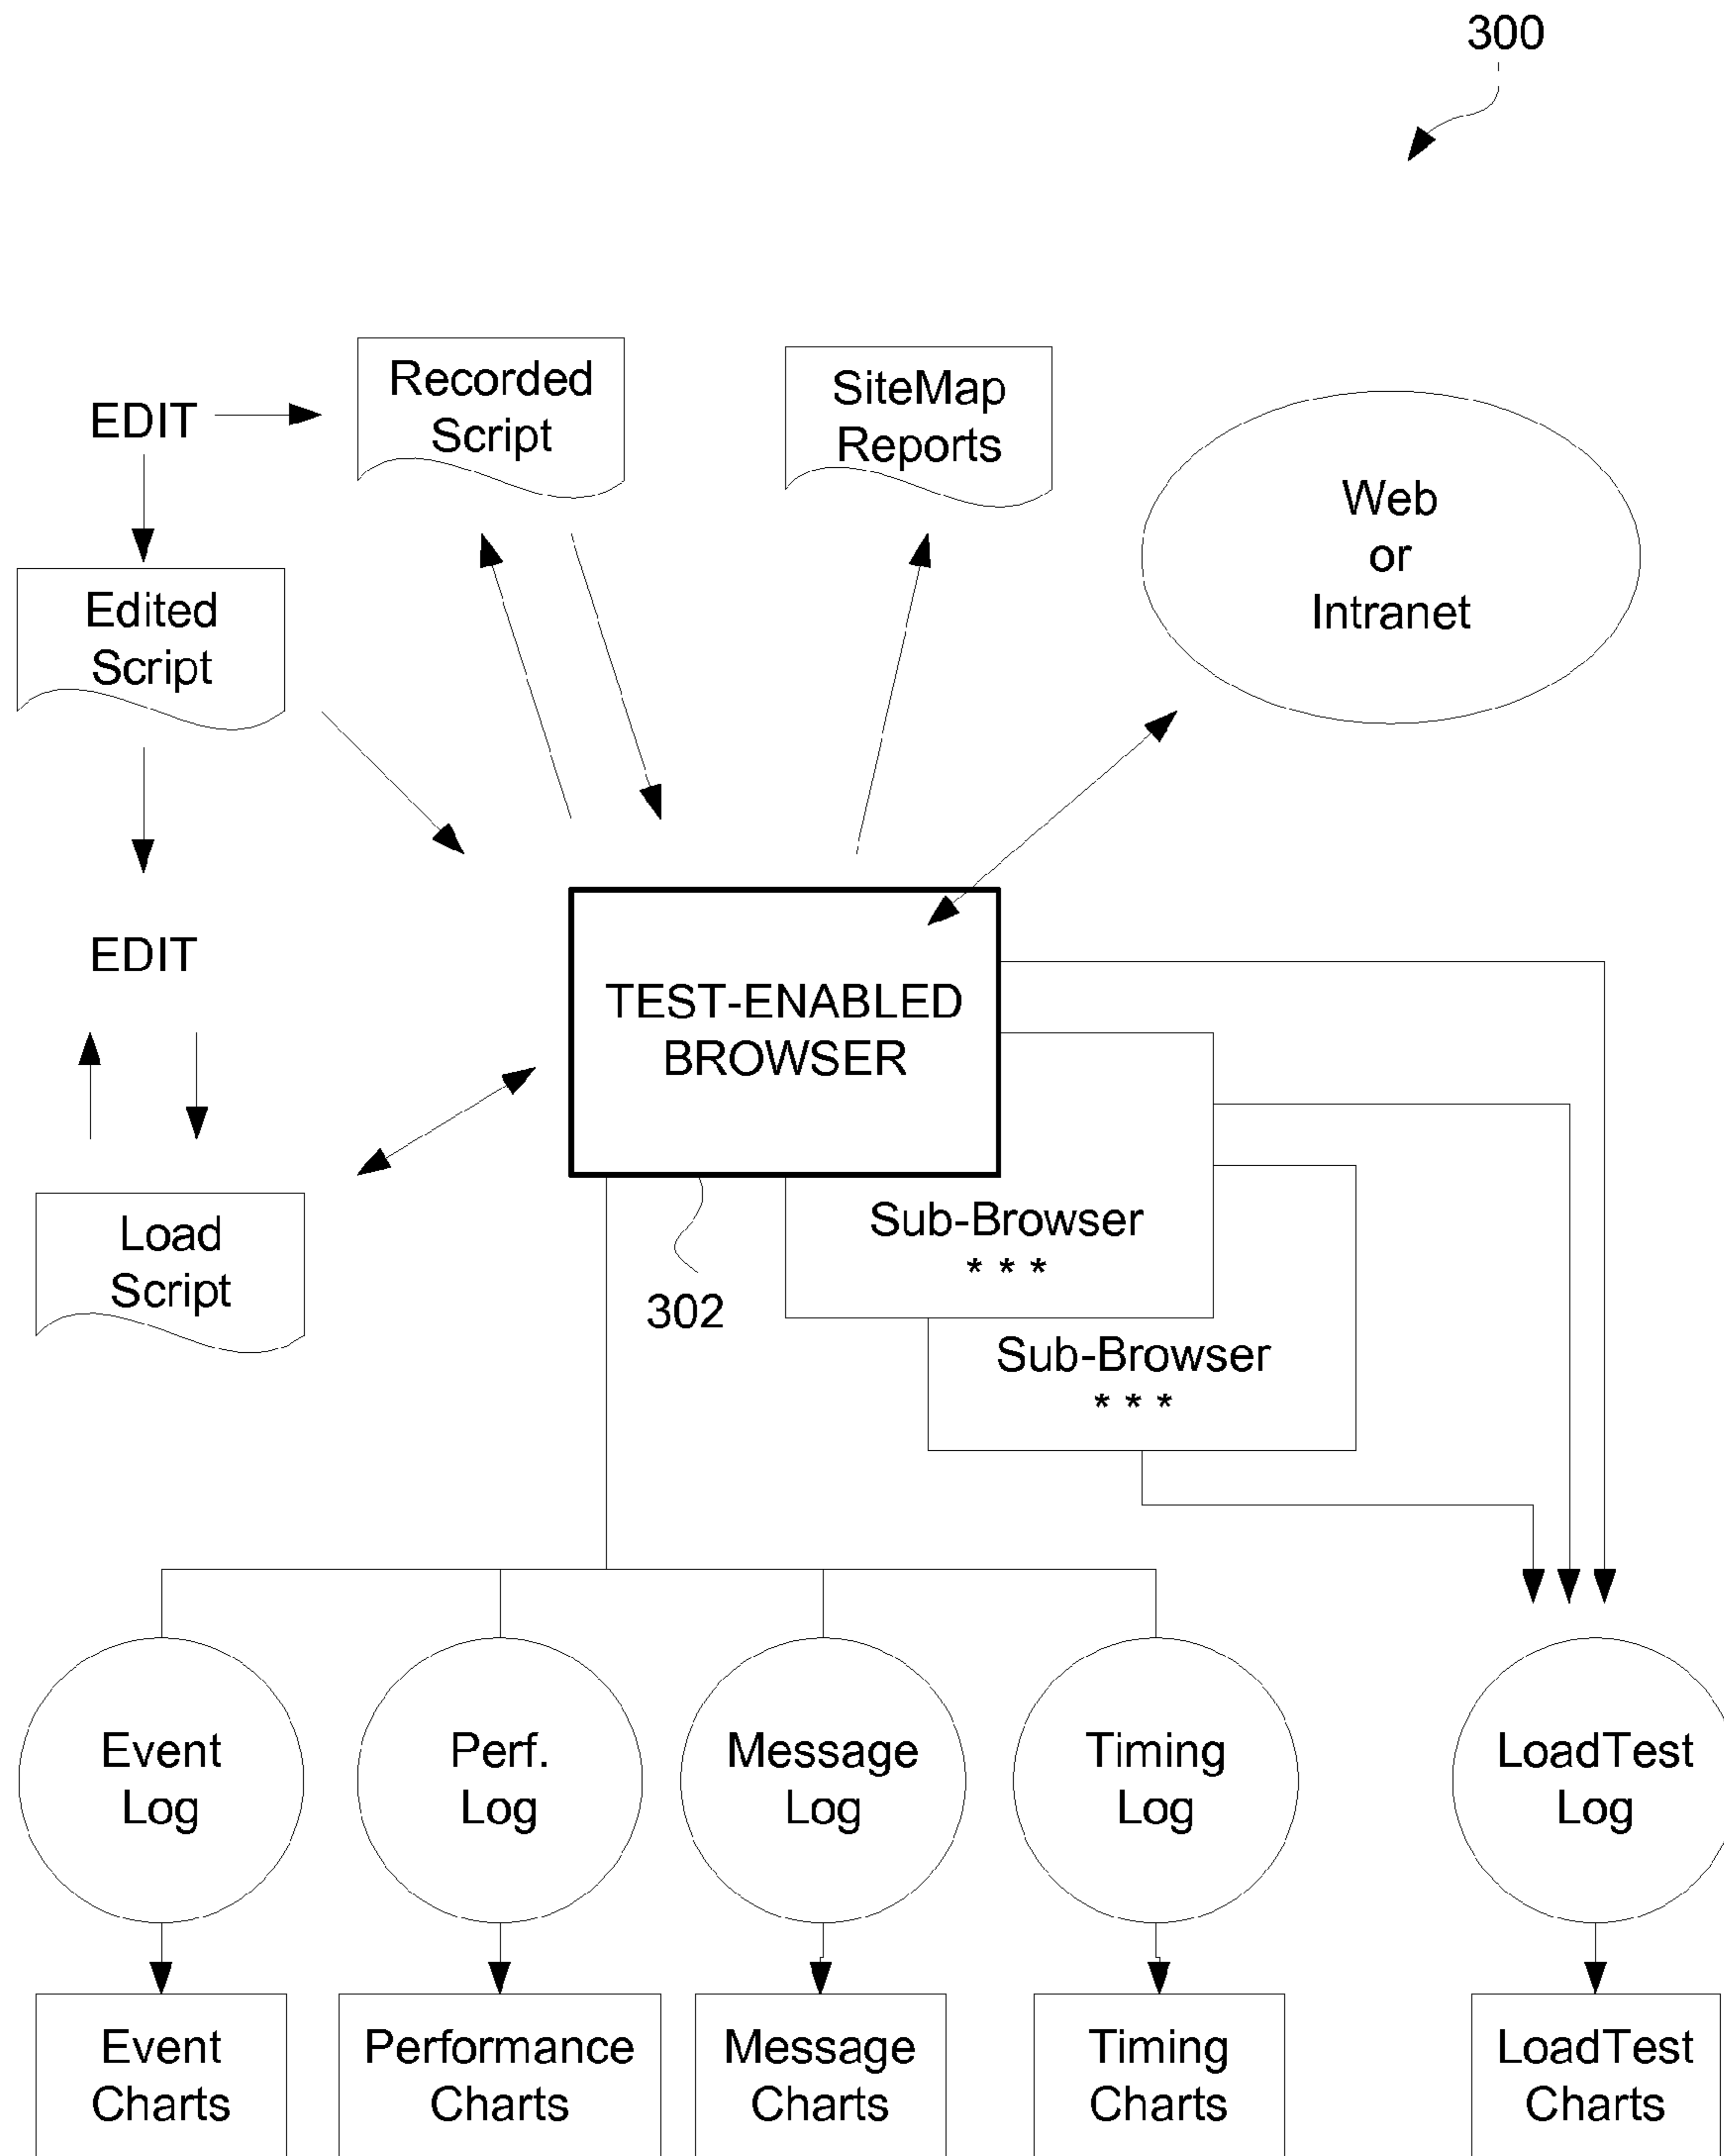 300
Recorded
Script
SiteMap
Reports
EDIT
Web
or
Intranet
Edited
Script
EDIT
TEST-ENABLED
BROWSER
Load
Script
Sub-Browser
* * *
302
Sub-Browser
* * *
Event
Log
Perf.
Log
Message
Log
Timing
Log
LoadTest
Log
Event
Charts
Performance
Charts
Message
Charts
Timing
Charts
LoadTest
Charts